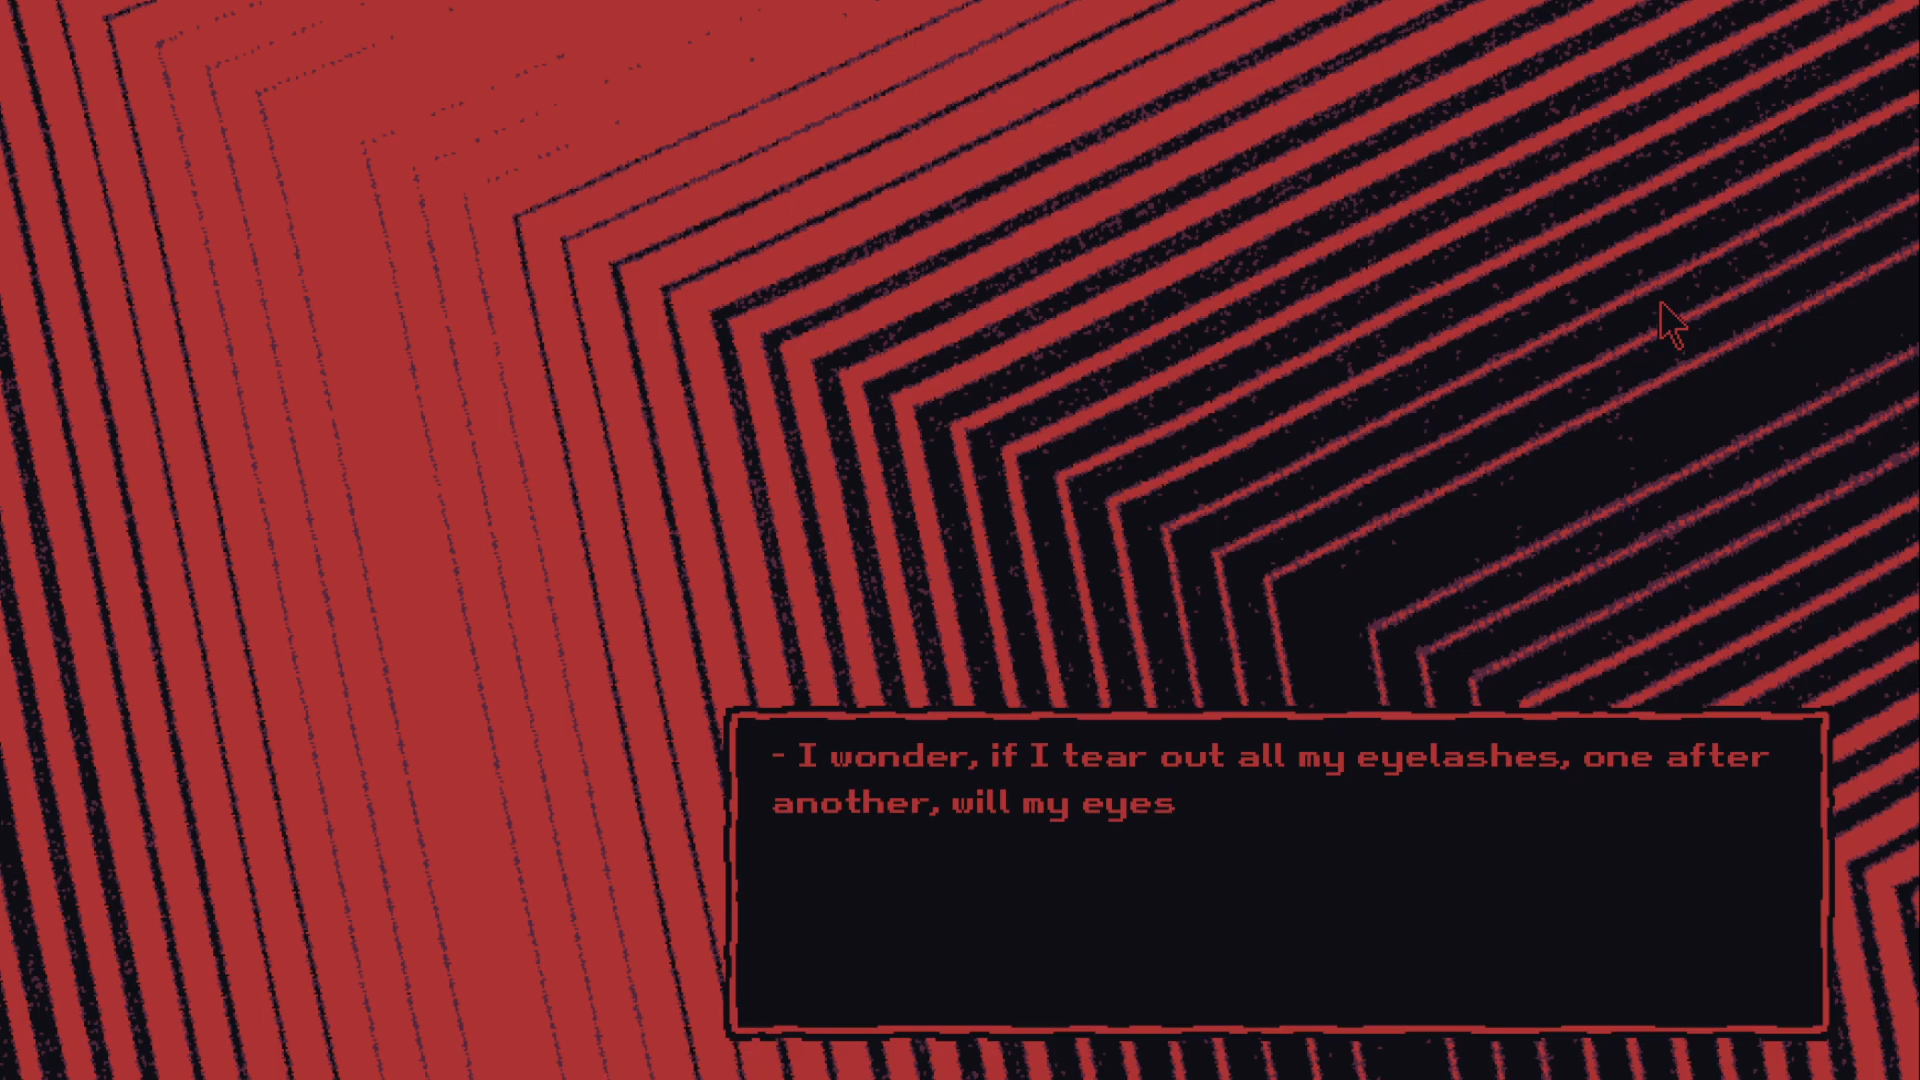 - I wonder, if I tear out all my eyelashes, one after
another, will my eyes